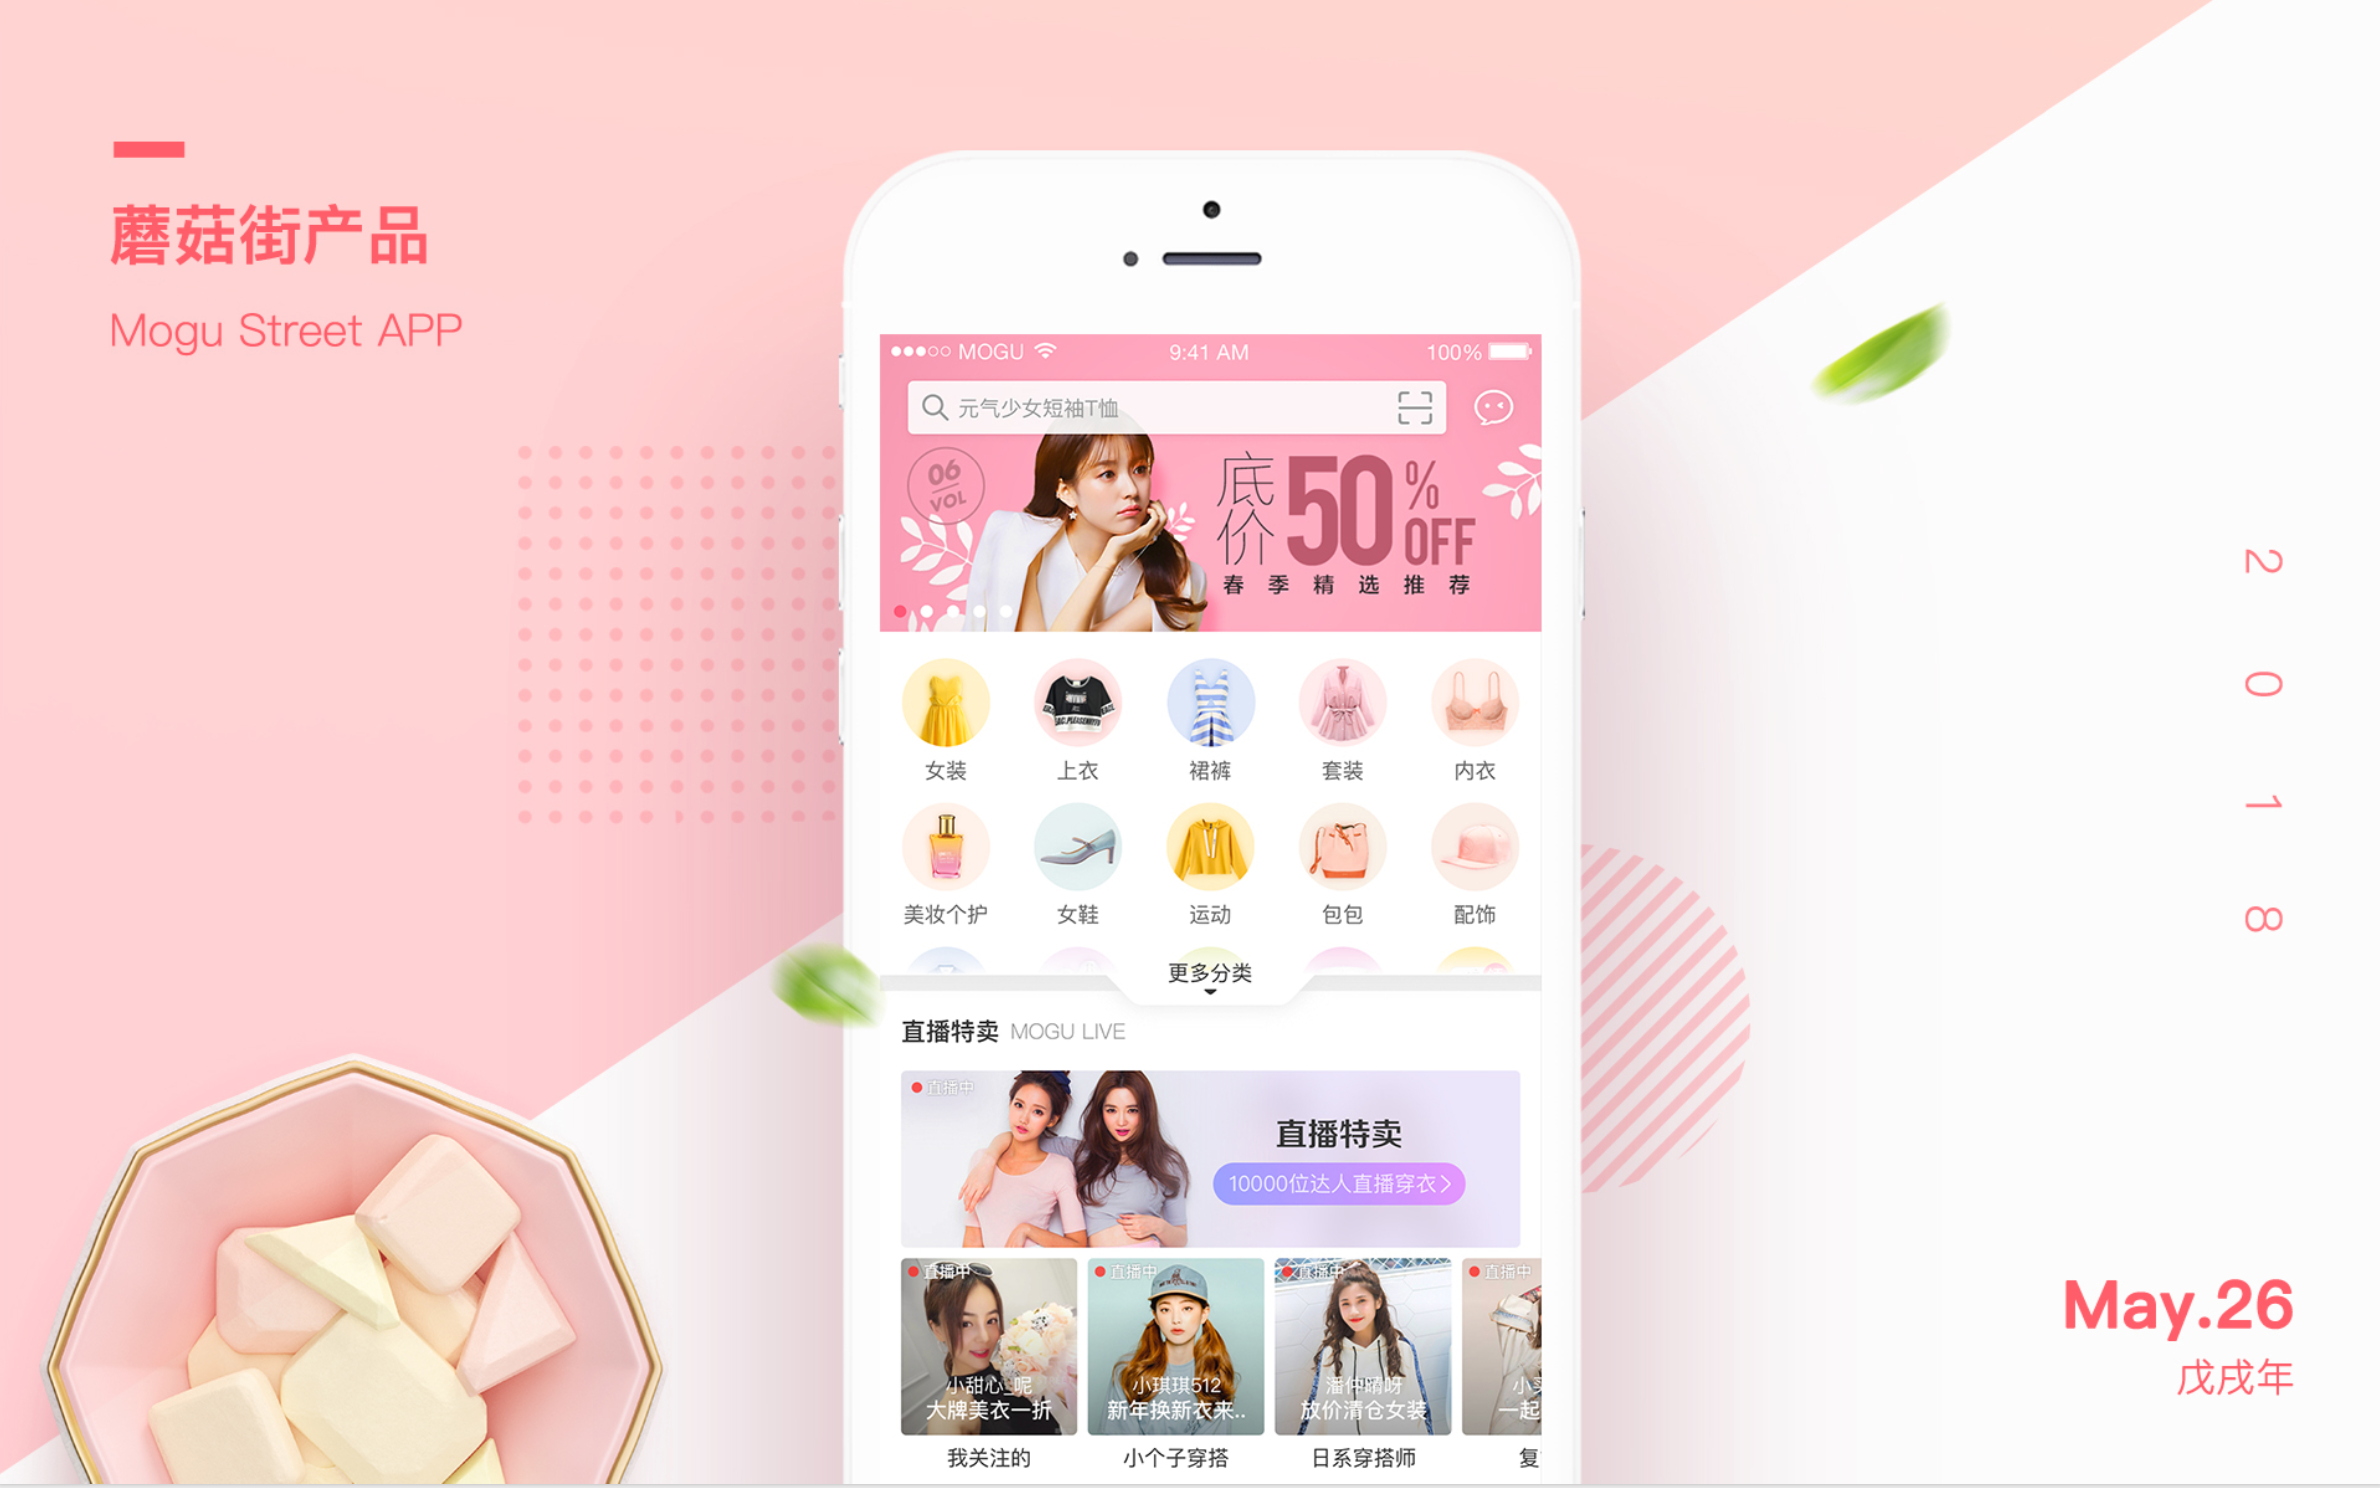 蘑菇街产品
Mogu Street APP
MOGU 9:41 AM 100%
元气少女短袖T恤
06
VOL
底价 50% OFF
春季精选推荐
女装 上衣 裙裤 套装 内衣
美妆个护 女鞋 运动 包包 配饰
更多分类
直播特卖 MOGU LIVE
直播中
直播特卖
10000位达人直播穿衣
直播中 直播中 直播中 直播中
小甜心_呢 小琪琪512 潘仲晴呀 小
大牌美衣一折 新年换新衣来.. 放价清仓女装 一起
我关注的 小个子穿搭 日系穿搭师 复
2018
May.26
戊戌年